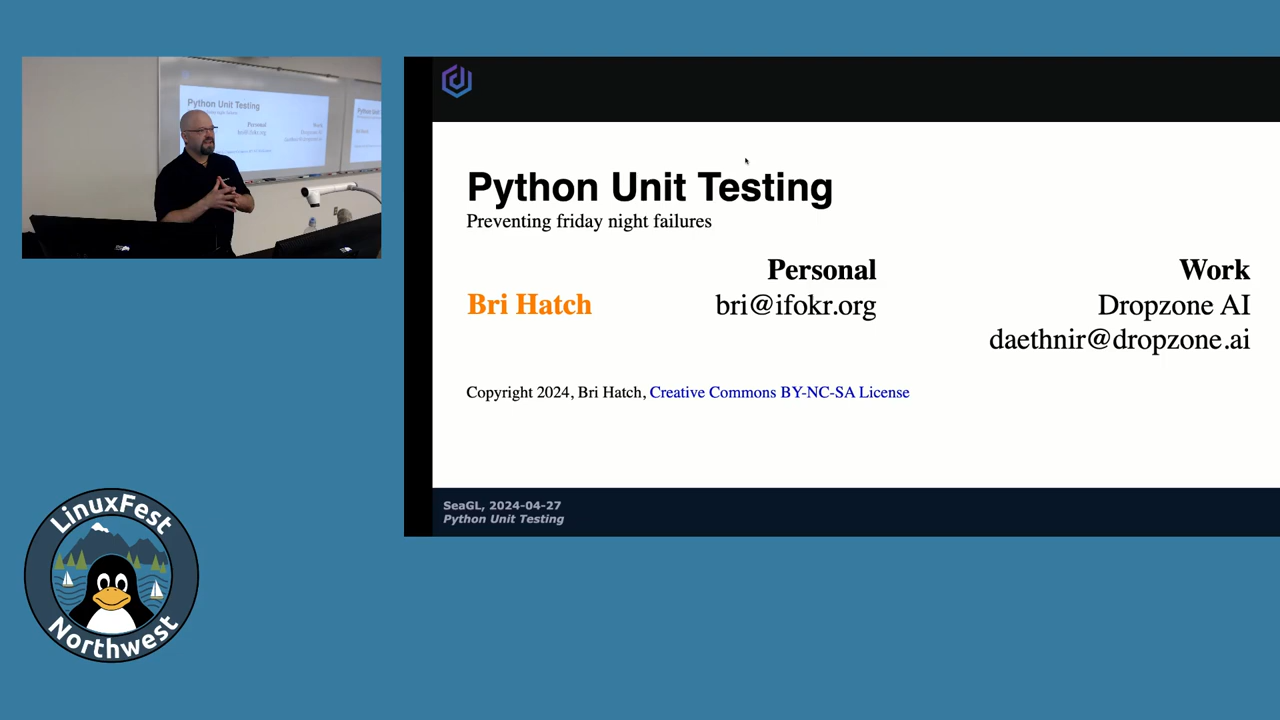 Python Unit Testing
Preventing friday night failures
Personal
Work
Bri Hatch
bri@ifokr.org
Dropzone AI
daethnir@dropzone.ai
Copyright 2024, Bri Hatch, Creative Commons BY-NC-SA License
SeaGL, 2024-04-27
Python Unit Testing
Python Unit Testing
Personal
Work
LinuxFest
Northwest